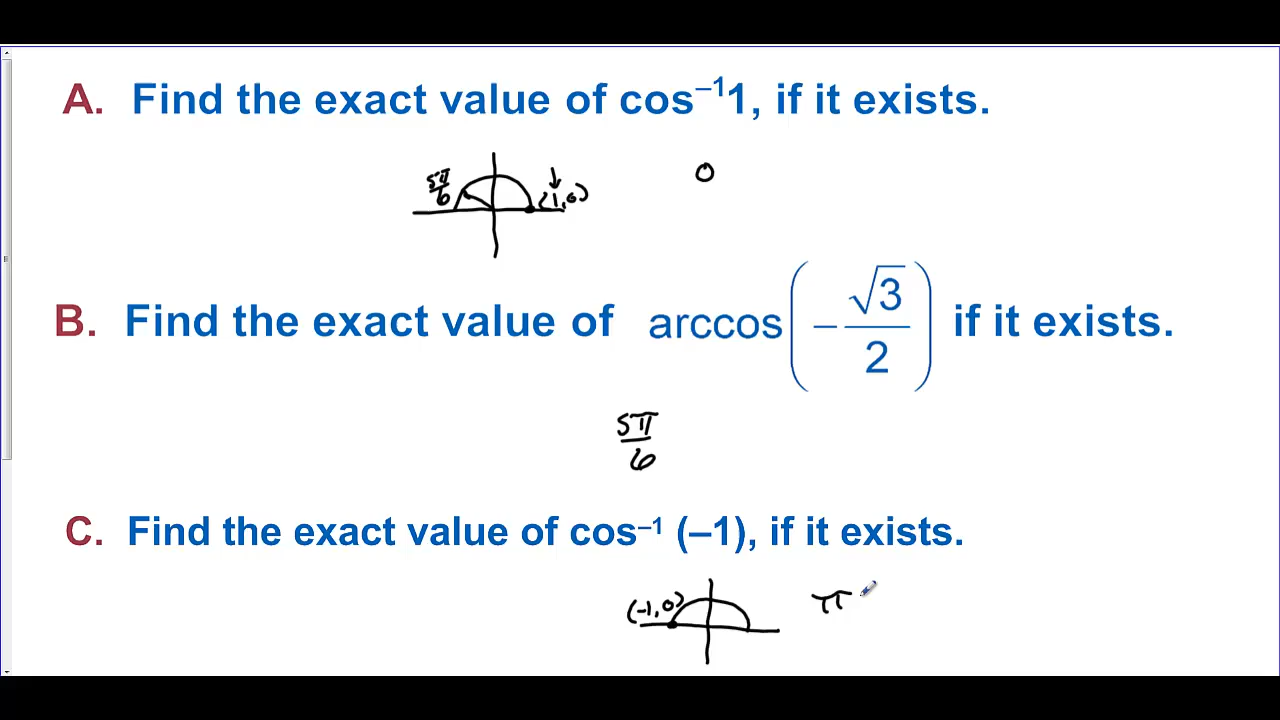 A. Find the exact value of cos⁻¹1, if it exists.
5π/6 (1,0) 0
B. Find the exact value of arccos(−√3/2) if it exists.
5π/6
C. Find the exact value of cos⁻¹ (–1), if it exists.
(-1,0) π